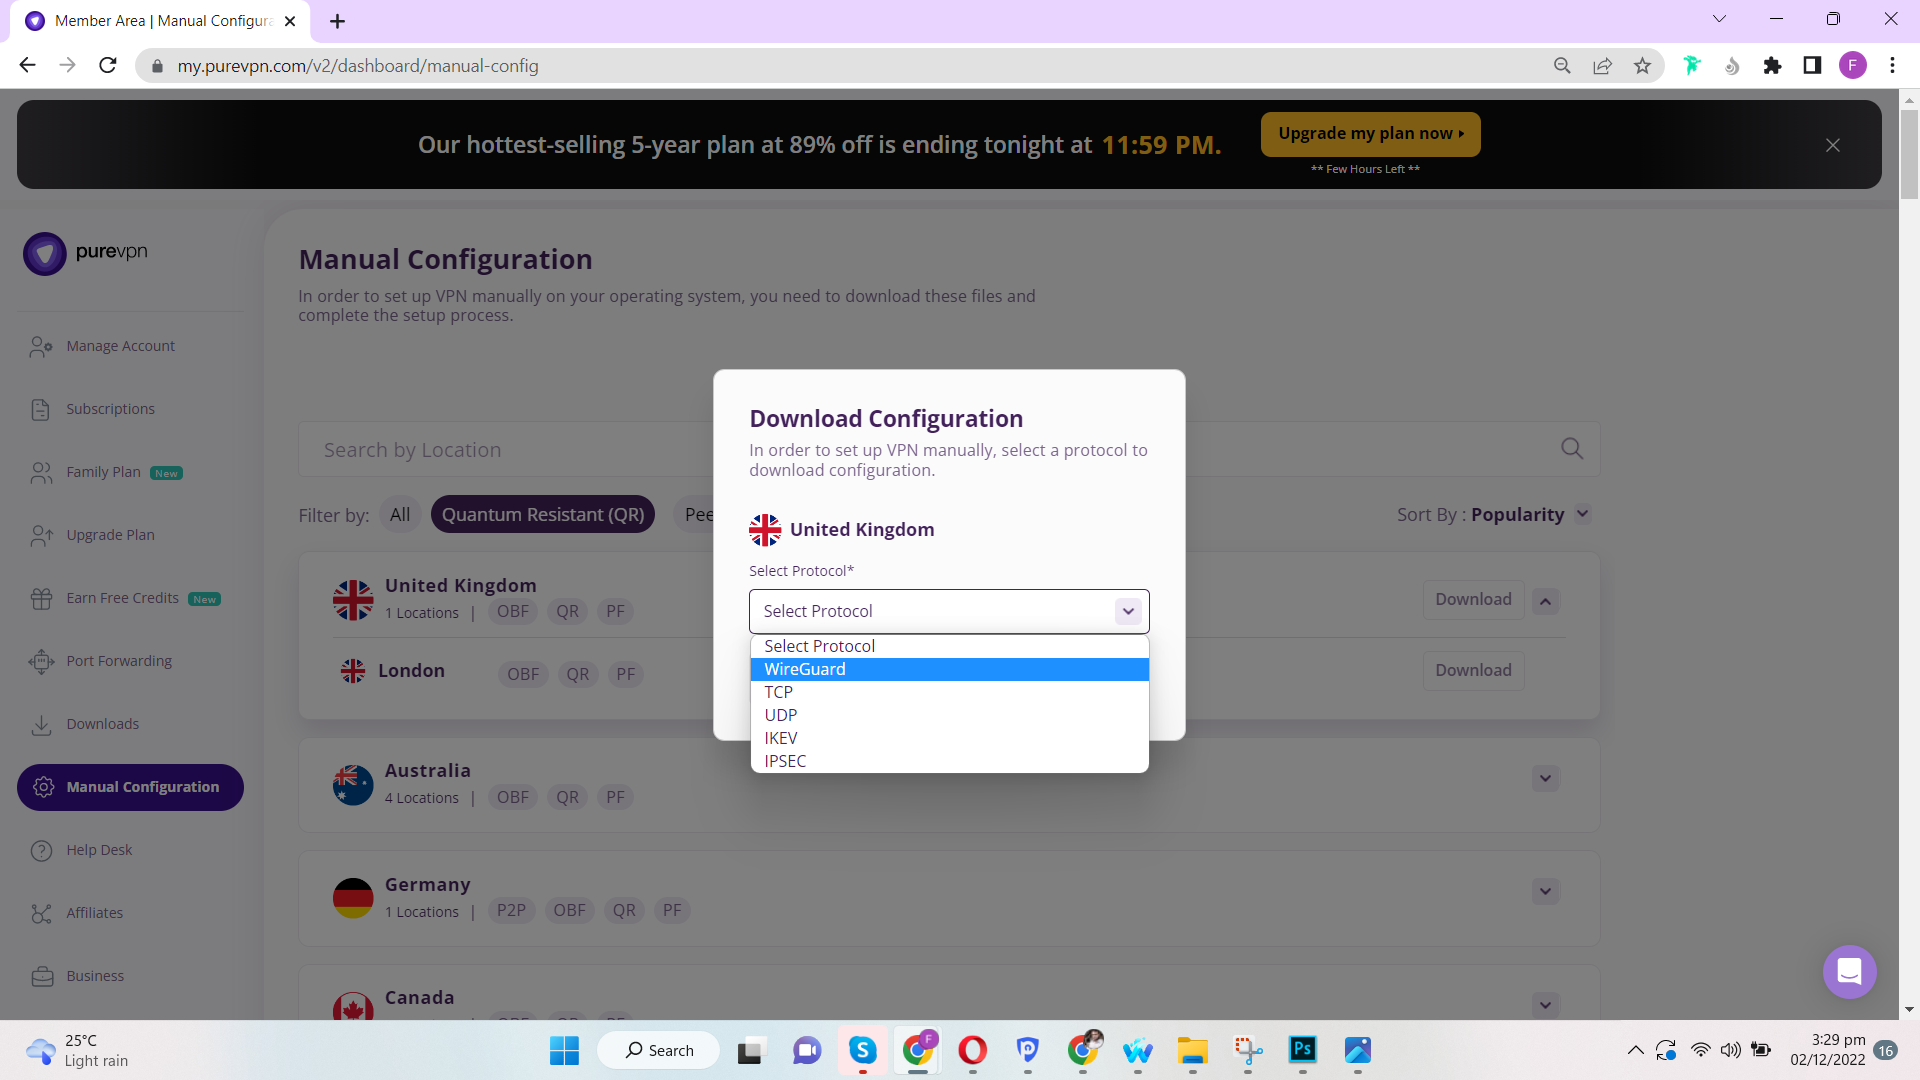 Member Area | Manual Configura
my.purevpn.com/v2/dashboard/manual-config
F
Our hottest-selling 5-year plan at 89% off is ending tonight at 11:59 PM.
Upgrade my plan now
** Few Hours Left **
purevpn
Manage Account
Subscriptions
Family Plan New
Upgrade Plan
Earn Free Credits New
Port Forwarding
Downloads
Manual Configuration
Help Desk
Affiliates
Business
Manual Configuration
In order to set up VPN manually on your operating system, you need to download these files and
complete the setup process.
Search by Location
Filter by: All Quantum Resistant (QR) Pee
Sort By : Popularity
United Kingdom
1 Locations | OBF QR PF
Download
London OBF QR PF
Download
Australia
4 Locations | OBF QR PF
Germany
1 Locations | P2P OBF QR PF
Canada
OBF QR PF
Download Configuration
In order to set up VPN manually, select a protocol to
download configuration.
United Kingdom
Select Protocol*
Select Protocol
Select Protocol
WireGuard
TCP
UDP
IKEV
IPSEC
25°C
Light rain
Search
S
F
Ps
3:29 pm
02/12/2022
16